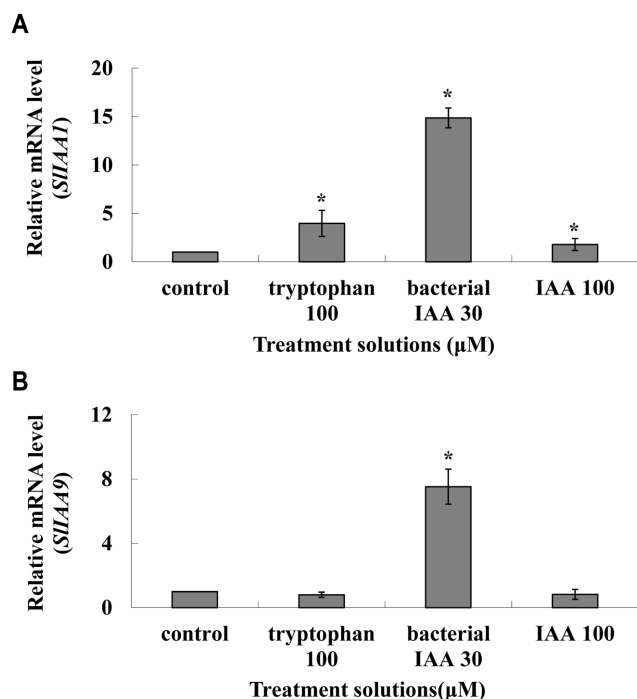 A
Relative mRNA level
(SlIAA1)
20
15
10
5
0
*
*
*
control
tryptophan
100
bacterial
IAA 30
IAA 100
Treatment solutions (μM)
B
Relative mRNA level
(SlIAA9)
12
8
4
0
*
control
tryptophan
100
bacterial
IAA 30
IAA 100
Treatment solutions(μM)